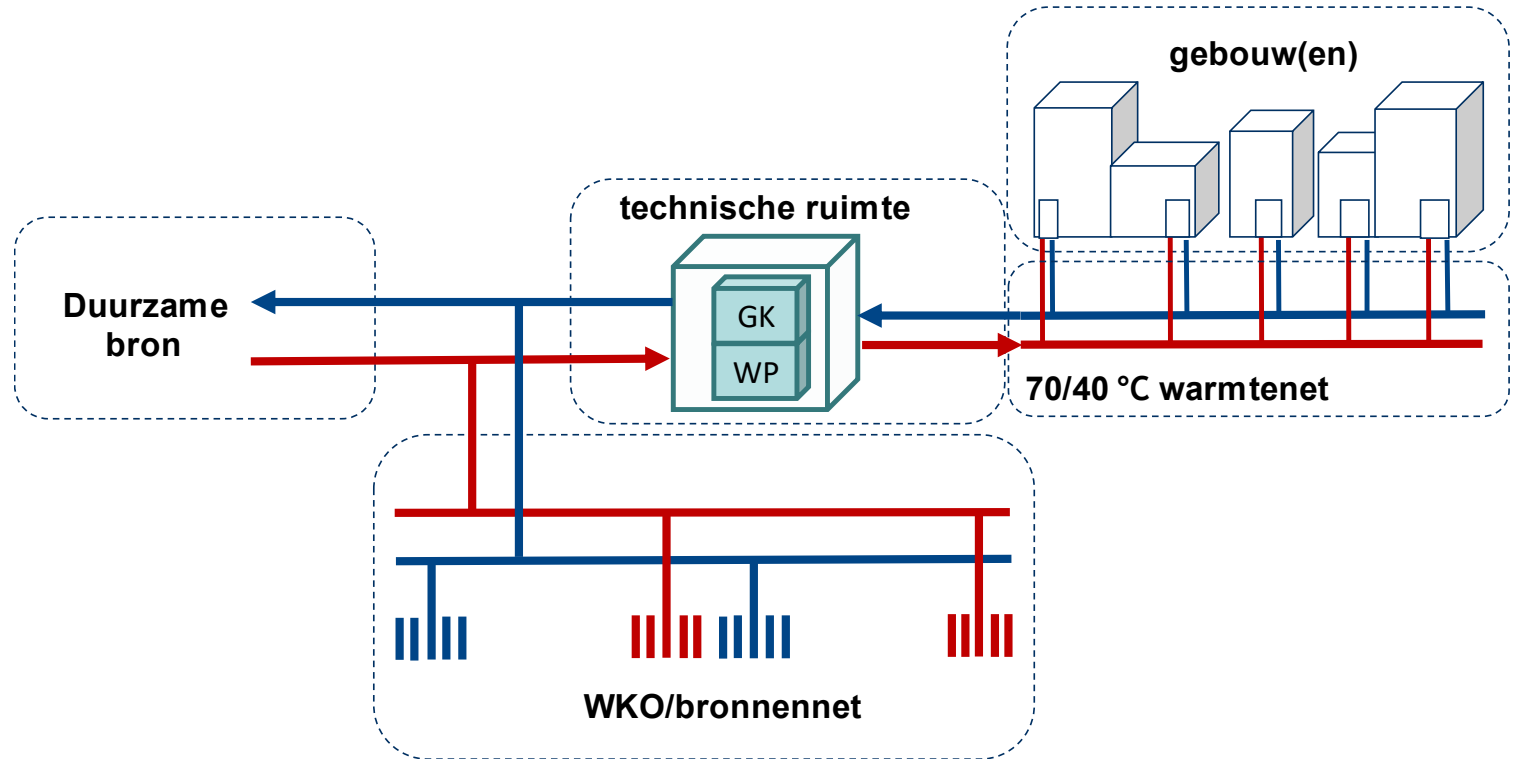 gebouw(en)
technische ruimte
Duurzame
bron
GK
WP
70/40 °C warmtenet
WKO/bronnennet